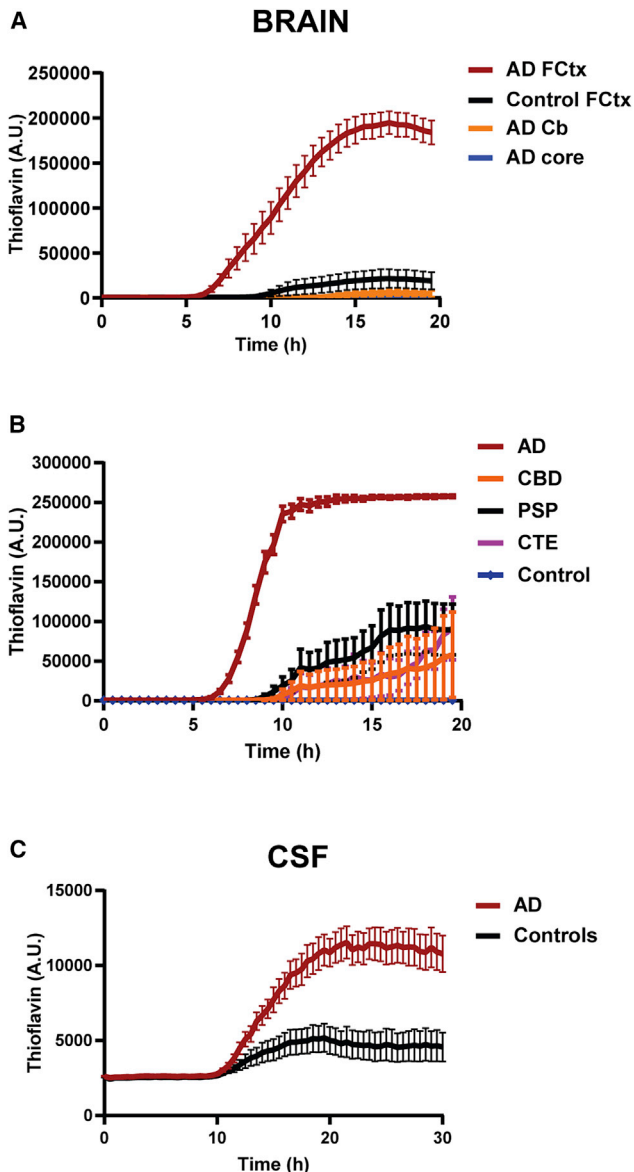 A
BRAIN
Thioflavin (A.U.)
250000
200000
150000
100000
50000
0
0 5 10 15 20
Time (h)
AD FCtx
Control FCtx
AD Cb
AD core
B
Thioflavin (A.U.)
300000
250000
200000
150000
100000
50000
0
0 5 10 15 20
Time (h)
AD
CBD
PSP
CTE
Control
C
CSF
Thioflavin (A.U.)
15000
10000
5000
0
0 10 20 30
Time (h)
AD
Controls